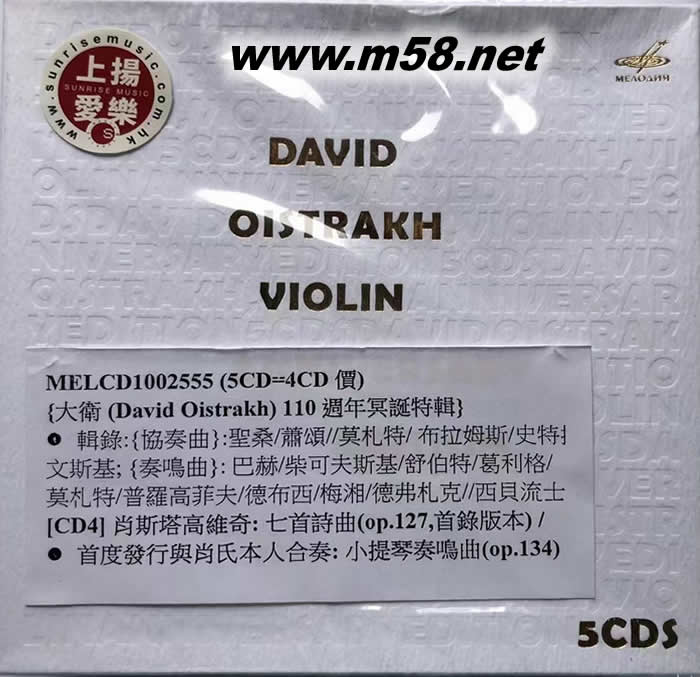 www.m58.net
www.sunrisemusic.com.hk
上揚
SUNRISE MUSIC
愛樂
S
МЕЛОДИЯ
DAVID
OISTRAKH
VIOLIN
MELCD1002555 (5CD=4CD 價)
{大衛 (David Oistrakh) 110 週年冥誕特輯}
● 輯錄:{協奏曲}:聖桑/蕭頌//莫札特/ 布拉姆斯/史特
文斯基; {奏鳴曲}: 巴赫/柴可夫斯基/舒伯特/葛利格/
莫札特/普羅高菲夫/德布西/梅湘/德弗札克//西貝流士
[CD4] 肖斯塔高維奇: 七首詩曲(op.127,首錄版本) /
● 首度發行與肖氏本人合奏: 小提琴奏鳴曲(op.134)
5CDS